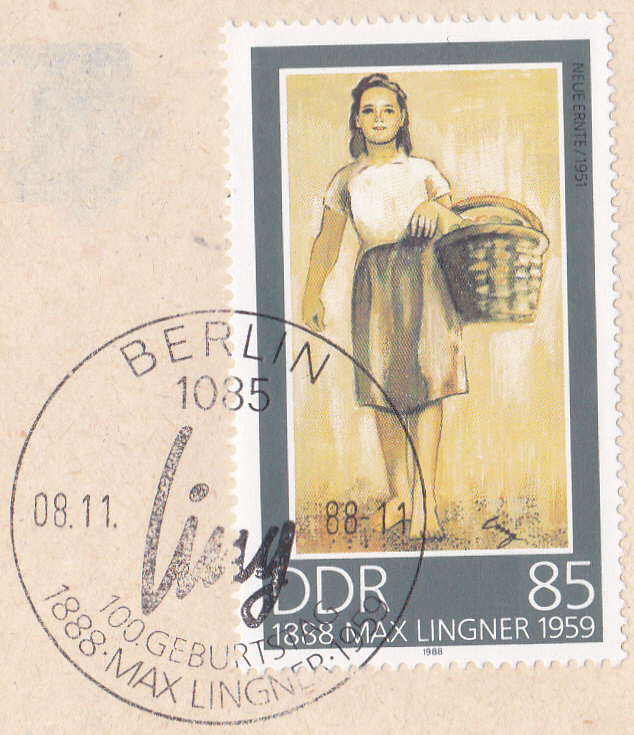 NEUE ERNTE/1951
BERLIN
1085
08.11. 88-11
ling
100. GEBURTSTAG
1888·MAX LINGNER·1959
DDR 85
1888 · MAX LINGNER 1959
1988